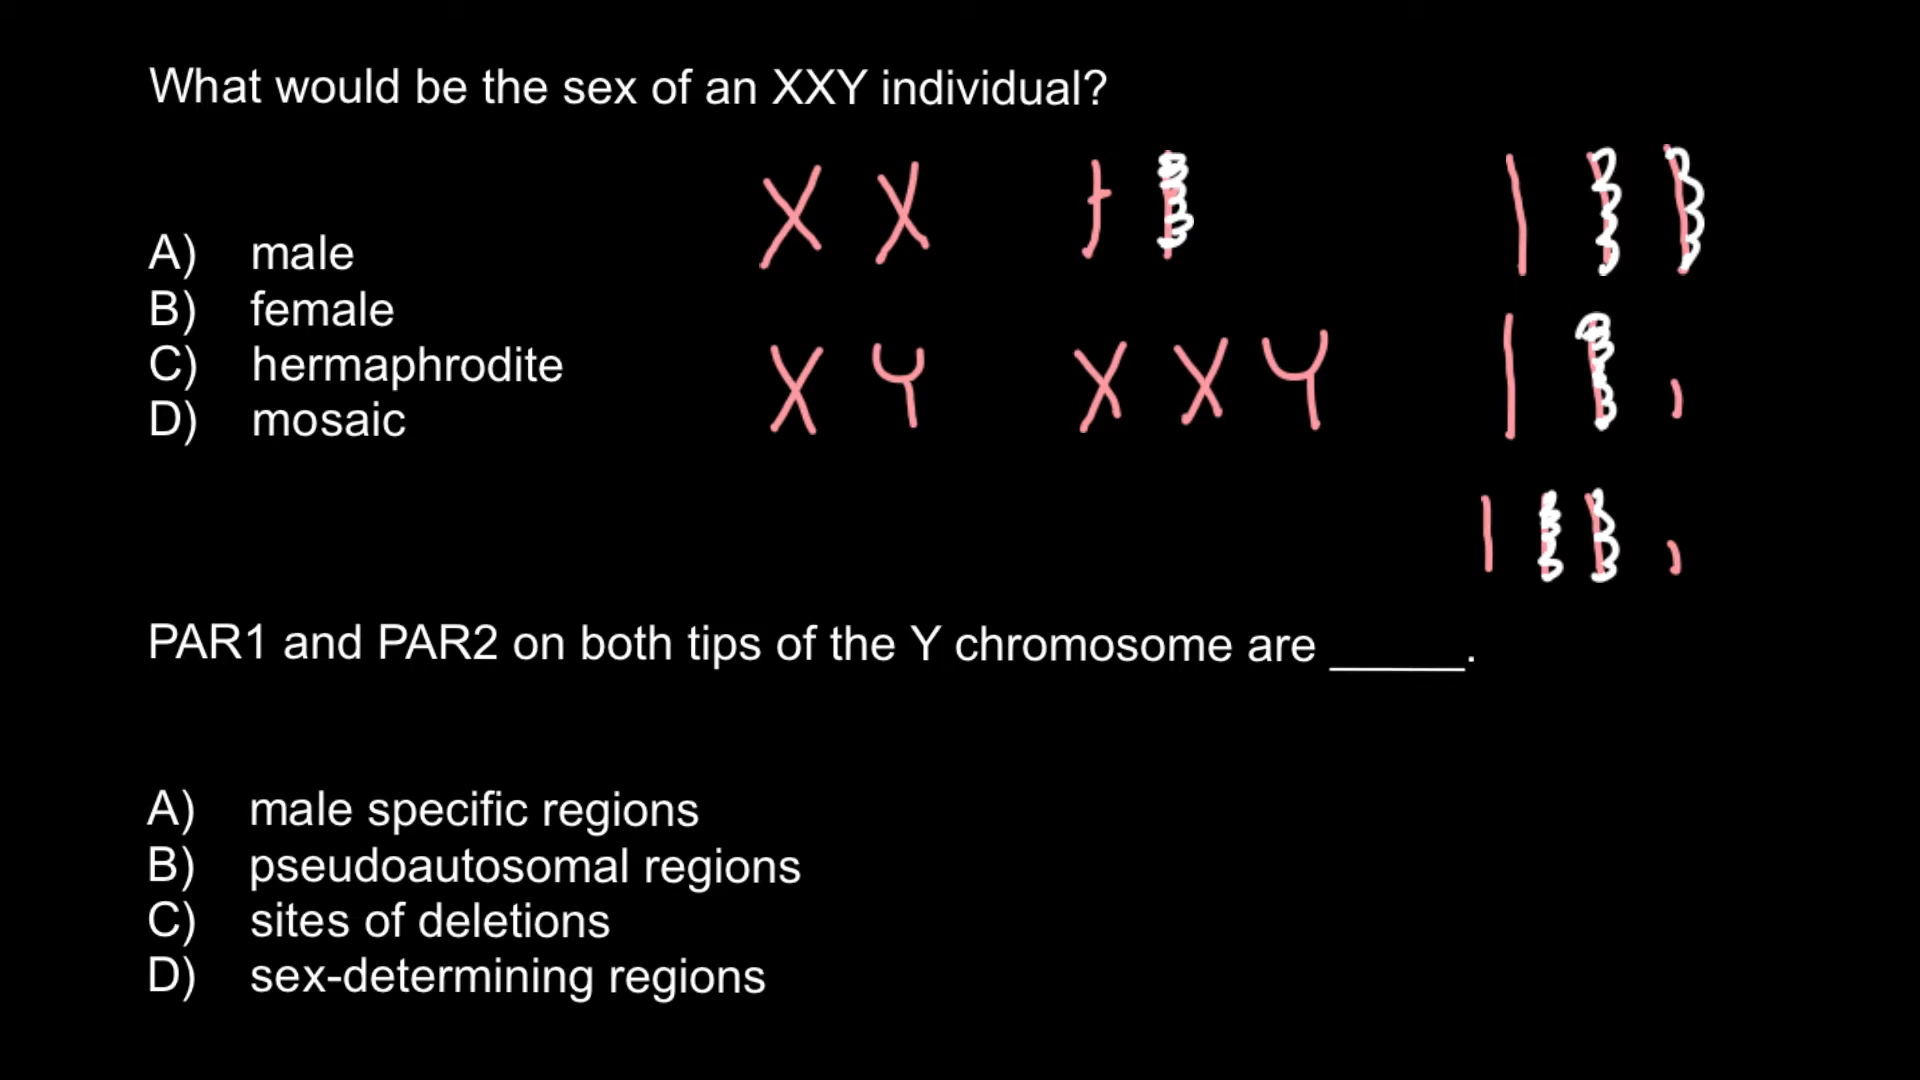 What would be the sex of an XXY individual?
X X
A) male
B) female
C) hermaphrodite
X Y X X Y
D) mosaic
PAR1 and PAR2 on both tips of the Y chromosome are _____.
A) male specific regions
B) pseudoautosomal regions
C) sites of deletions
D) sex-determining regions